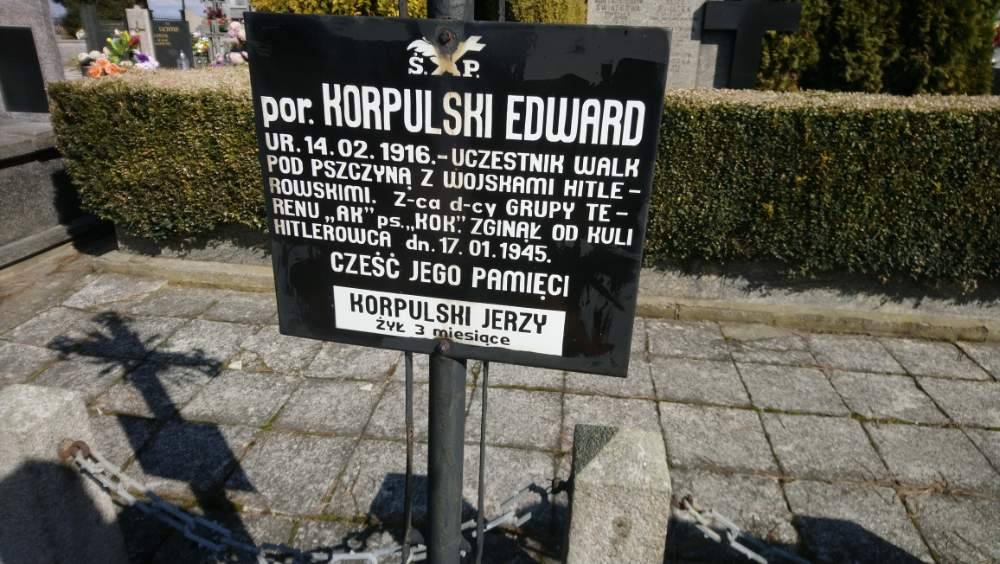 Ś. P.
por. KORPULSKI EDWARD
UR. 14.02.1916.-UCZESTNIK WALK
POD PSZCZYNĄ Z WOJSKAMI HITLE-
ROWSKIMI. Z-ca d-cy GRUPY TE-
RENU „AK" ps.„KOK". ZGINĄŁ OD KULI
HITLEROWCA dn. 17.01.1945.
CZEŚĆ JEGO PAMIĘCI
KORPULSKI JERZY
ŻYŁ 3 miesiące